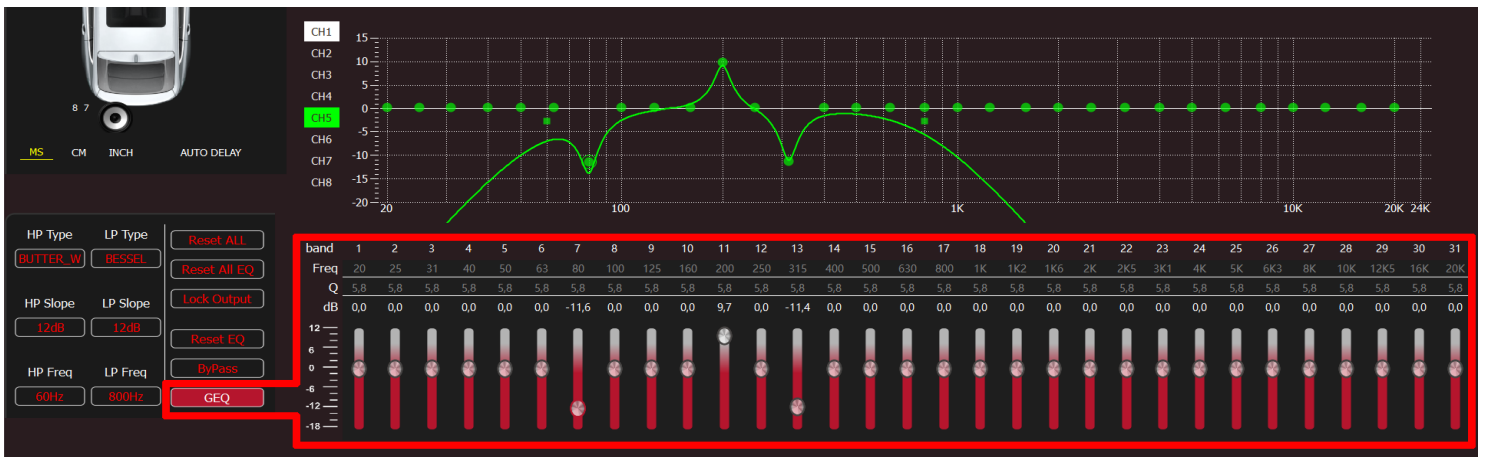 8 7
MS CM INCH AUTO DELAY
CH1
CH2
CH3
CH4
CH5
CH6
CH7
CH8
15
10
5
0
-5
-10
-15
-20
20 100 1K 10K 20K 24K
HP Type LP Type Reset ALL
BUTTER_W BESSEL Reset All EQ
HP Slope LP Slope Lock Output
12dB 12dB Reset EQ
HP Freq LP Freq ByPass
60Hz 800Hz GEQ
band 1 2 3 4 5 6 7 8 9 10 11 12 13 14 15 16 17 18 19 20 21 22 23 24 25 26 27 28 29 30 31
Freq 20 25 31 40 50 63 80 100 125 160 200 250 315 400 500 630 800 1K 1K2 1K6 2K 2K5 3K1 4K 5K 6K3 8K 10K 12K5 16K 20K
Q 5,8 5,8 5,8 5,8 5,8 5,8 5,8 5,8 5,8 5,8 5,8 5,8 5,8 5,8 5,8 5,8 5,8 5,8 5,8 5,8 5,8 5,8 5,8 5,8 5,8 5,8 5,8 5,8 5,8 5,8 5,8
dB 0,0 0,0 0,0 0,0 0,0 0,0 -11,6 0,0 0,0 0,0 9,7 0,0 -11,4 0,0 0,0 0,0 0,0 0,0 0,0 0,0 0,0 0,0 0,0 0,0 0,0 0,0 0,0 0,0 0,0 0,0 0,0
12
6
0
-6
-12
-18